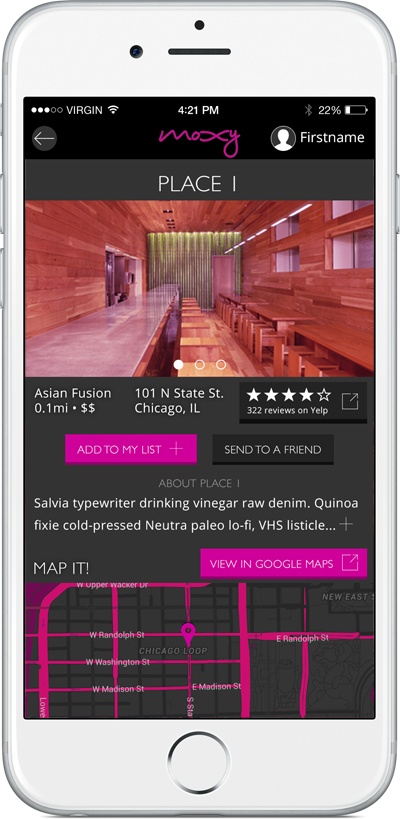 VIRGIN 4:21 PM 22%
moxy Firstname
PLACE 1
Asian Fusion
0.1mi • $$
101 N State St.
Chicago, IL
322 reviews on Yelp
ADD TO MY LIST +
SEND TO A FRIEND
ABOUT PLACE 1
Salvia typewriter drinking vinegar raw denim. Quinoa
fixie cold-pressed Neutra paleo lo-fi, VHS listicle... +
MAP IT!
VIEW IN GOOGLE MAPS
W Upper Wacker Dr
NEW EAST S
W Randolph St
E Randolph St
CHICAGO LOOP
W Washington St
W Madison St
E Madison St
Lowe
S Sta